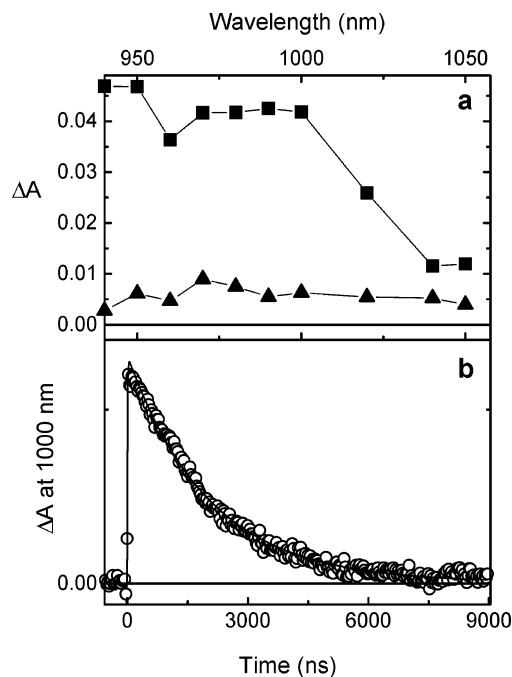 Wavelength (nm)
950 1000 1050
a
0.04
0.03
ΔA
0.02
0.01
0.00
b
ΔA at 1000 nm
0.00
0 3000 6000 9000
Time (ns)